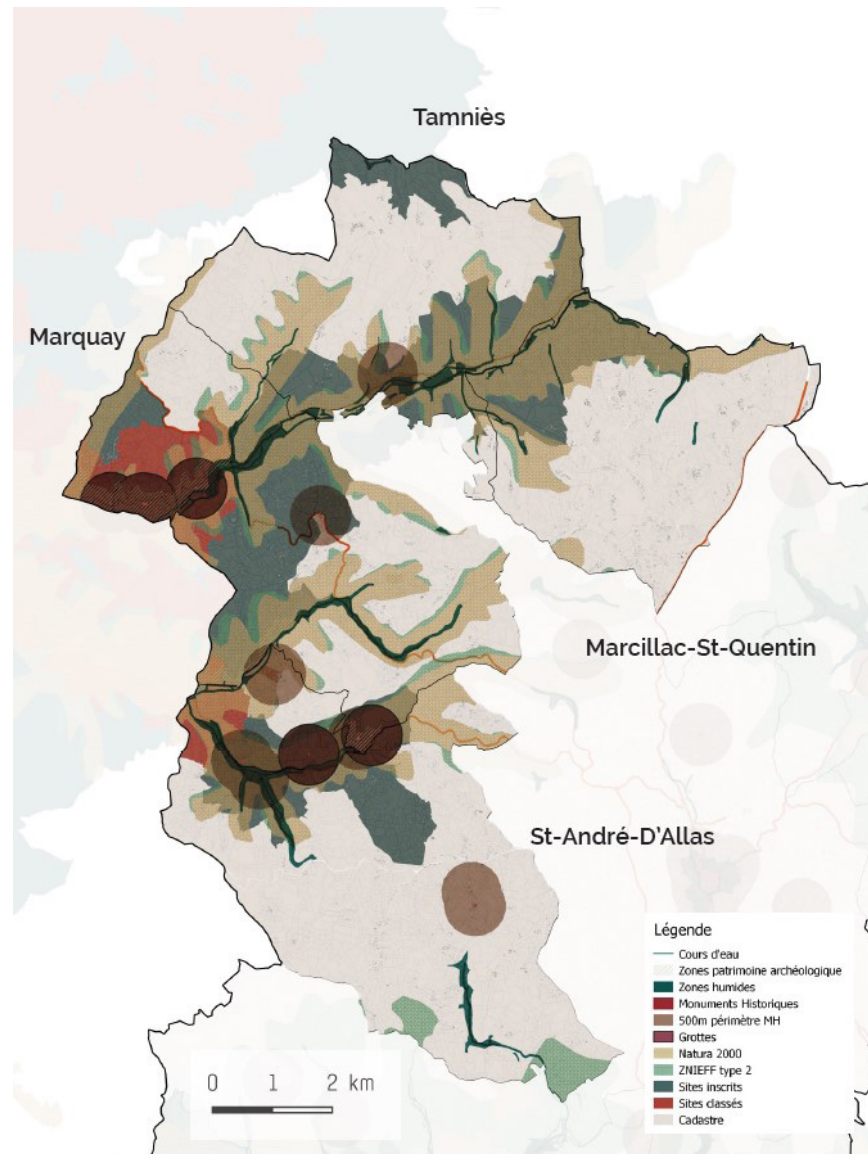 Tamniès
Marquay
Marcillac-St-Quentin
St-André-D'Allas
Légende
Cours d'eau
Zones patrimoine archéologique
Zones humides
Monuments Historiques
500m périmètre MH
Grottes
Natura 2000
ZNIEFF type 2
Sites inscrits
Sites classés
Cadastre
0 1 2 km